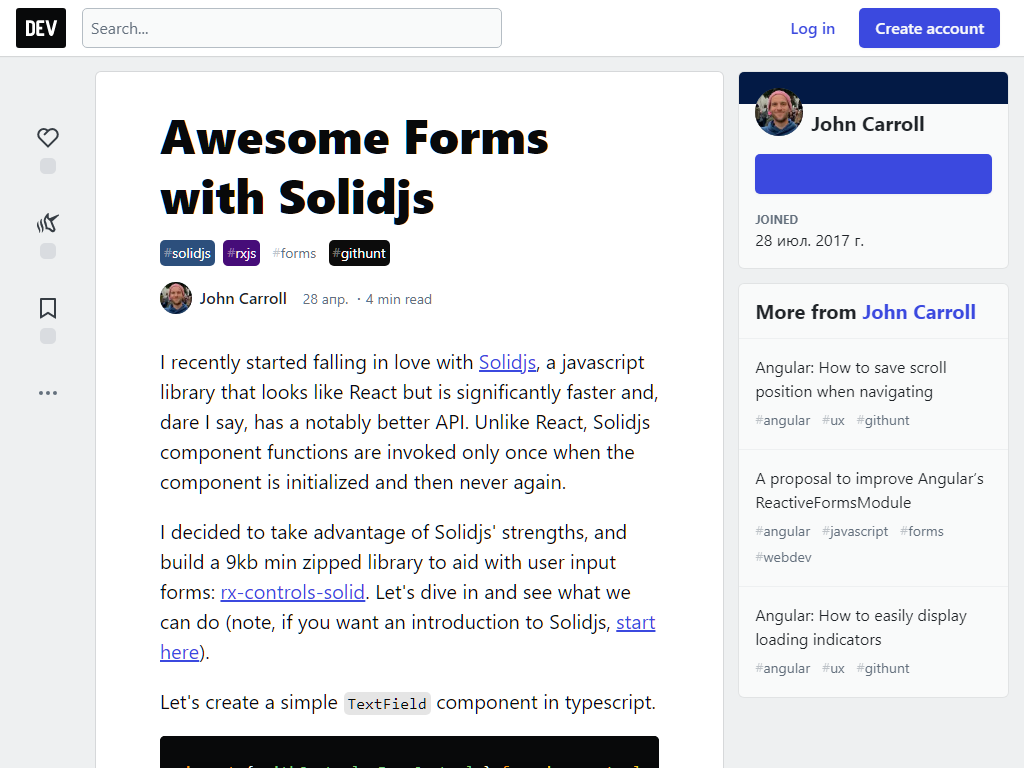 DEV
Search...
Log in
Create account
Awesome Forms
with Solidjs
#solidjs #rxjs #forms #githunt
John Carroll 28 апр. · 4 min read
I recently started falling in love with Solidjs, a javascript
library that looks like React but is significantly faster and,
dare I say, has a notably better API. Unlike React, Solidjs
component functions are invoked only once when the
component is initialized and then never again.
I decided to take advantage of Solidjs' strengths, and
build a 9kb min zipped library to aid with user input
forms: rx-controls-solid. Let's dive in and see what we
can do (note, if you want an introduction to Solidjs, start
here).
Let's create a simple TextField component in typescript.
John Carroll
JOINED
28 июл. 2017 г.
More from John Carroll
Angular: How to save scroll
position when navigating
#angular #ux #githunt
A proposal to improve Angular's
ReactiveFormsModule
#angular #javascript #forms
#webdev
Angular: How to easily display
loading indicators
#angular #ux #githunt